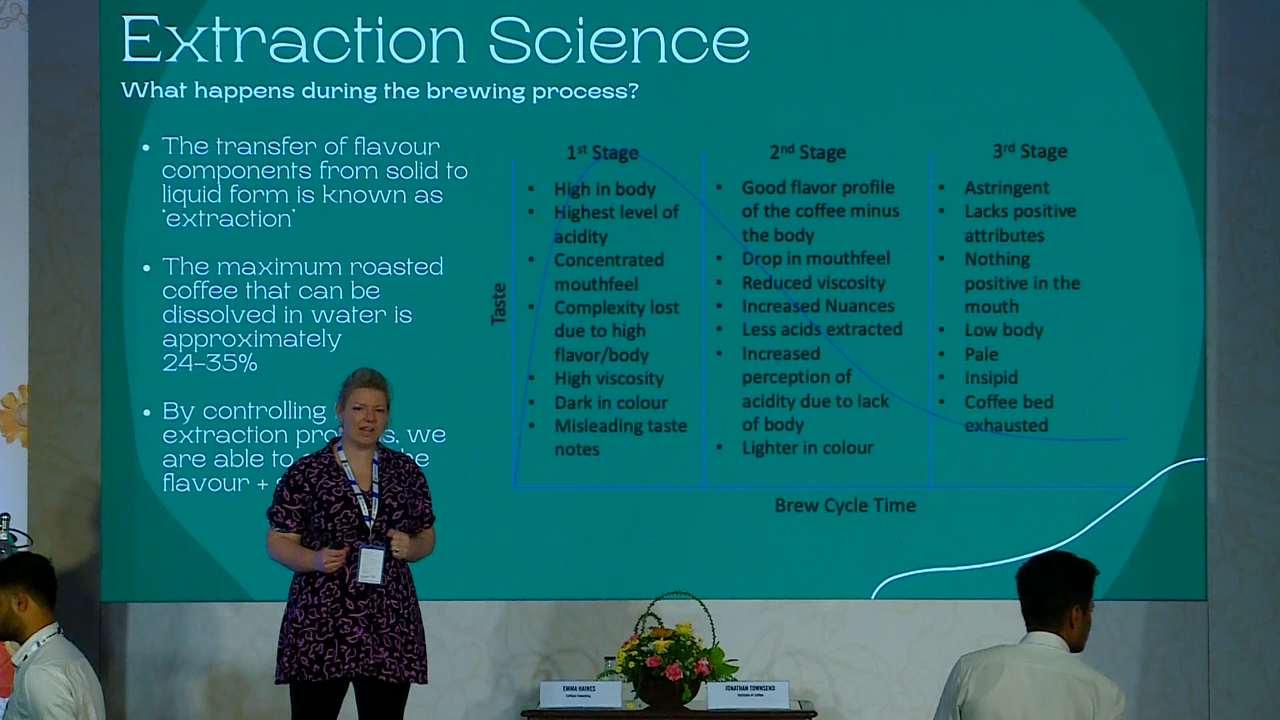 Extraction Science
What happens during the brewing process?
• The transfer of flavour
components from solid to
liquid form is known as
'extraction'
• The maximum roasted
coffee that can be
dissolved in water is
approximately
24-35%
• By controlling
extraction, we
are able to
flavour +
Taste
1st Stage
• High in body
• Highest level of
acidity
• Concentrated
mouthfeel
• Complexity lost
due to high
flavor/body
• High viscosity
• Dark in colour
• Misleading taste
notes
2nd Stage
• Good flavor profile
of the coffee minus
the body
• Drop in mouthfeel
• Reduced viscosity
• Increased Nuances
• Less acids extracted
• Increased
perception of
acidity due to lack
of body
• Lighter in colour
3rd Stage
• Astringent
• Lacks positive
attributes
• Nothing
positive in the
mouth
• Low body
• Pale
• Insipid
• Coffee bed
exhausted
Brew Cycle Time
EMMA HAINES
JONATHAN TOWNSEND
Institute of Coffee